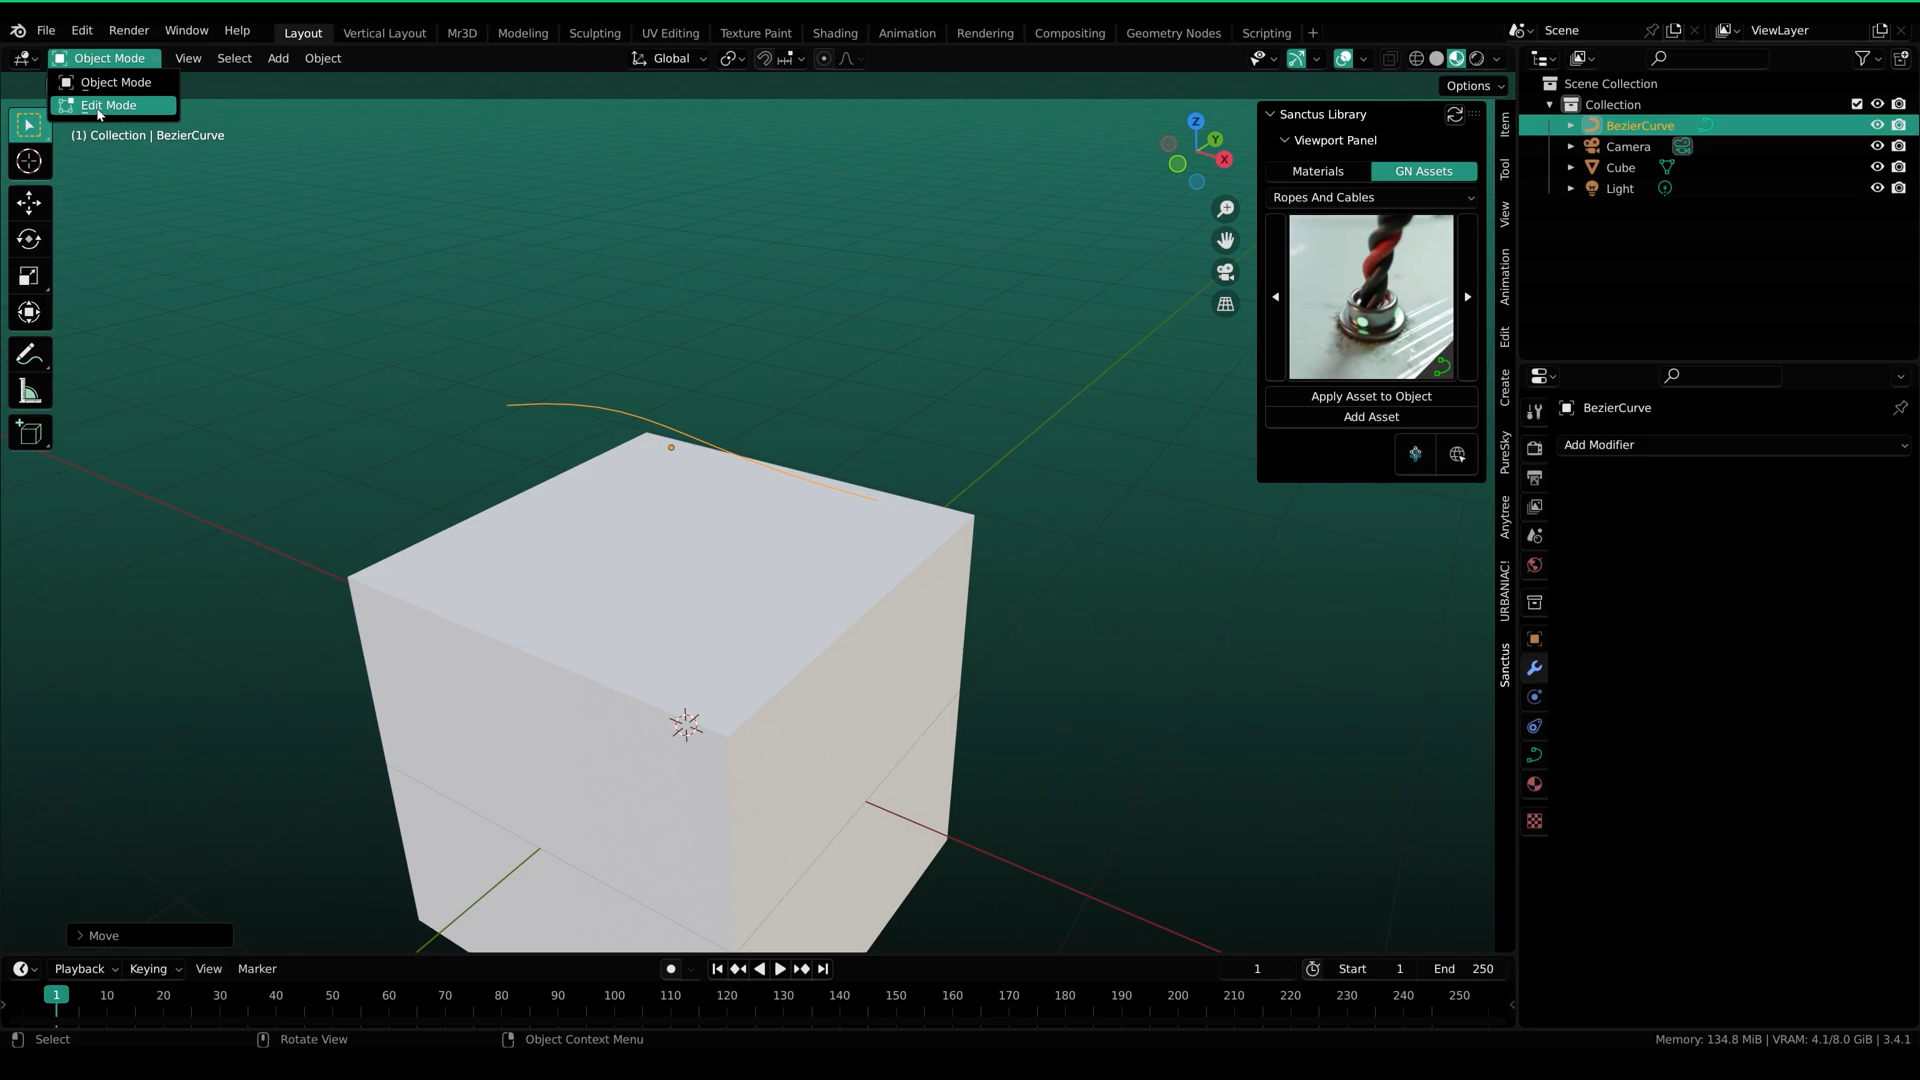 File Edit Render Window Help Layout Vertical Layout Mr3D Modeling Sculpting UV Editing Texture Paint Shading Animation Rendering Compositing Geometry Nodes Scripting + Scene ViewLayer
Object Mode View Select Add Object Global
Object Mode
Edit Mode
Options
(1) Collection | BezierCurve
Z
Y
X
Sanctus Library
Viewport Panel
Materials GN Assets
Ropes And Cables
Apply Asset to Object
Add Asset
Item
Tool
View
Animation
Edit
Create
PureSky
Anytree
URBANIAC!
Sanctus
Scene Collection
Collection
BezierCurve
Camera
Cube
Light
BezierCurve
Add Modifier
Move
Playback Keying View Marker 1 Start 1 End 250
1 10 20 30 40 50 60 70 80 90 100 110 120 130 140 150 160 170 180 190 200 210 220 230 240 250
Select Rotate View Object Context Menu Memory: 134.8 MiB | VRAM: 4.1/8.0 GiB | 3.4.1